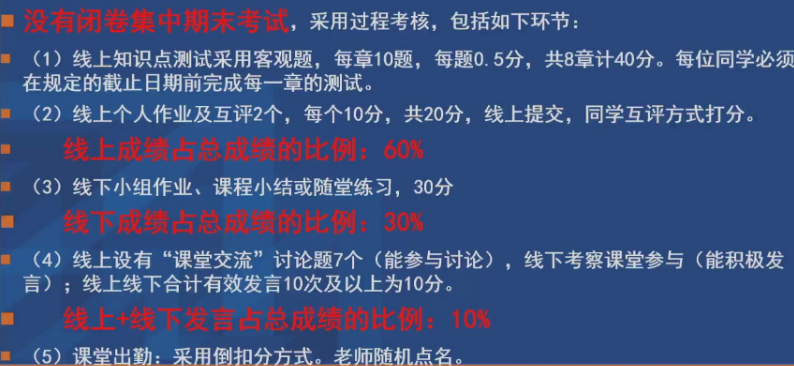 没有闭卷集中期末考试，采用过程考核，包括如下环节：
（1）线上知识点测试采用客观题，每章10题，每题0.5分，共8章计40分。每位同学必须
在规定的截止日期前完成每一章的测试。
（2）线上个人作业及互评2个，每个10分，共20分，线上提交，同学互评方式打分。
线上成绩占总成绩的比例：60%
（3）线下小组作业、课程小结或随堂练习，30分
线下成绩占总成绩的比例：30%
（4）线上设有“课堂交流”讨论题7个（能参与讨论），线下考察课堂参与（能积极发
言）；线上线下合计有效发言10次及以上为10分。
线上+线下发言占总成绩的比例：10%
（5）课堂出勤：采用倒扣分方式。老师随机点名。